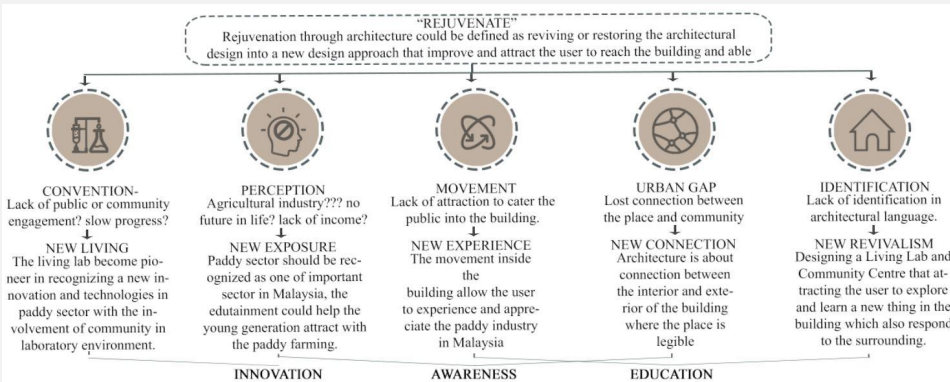 "REJUVENATE"
Rejuvenation through architecture could be defined as reviving or restoring the architectural
design into a new design approach that improve and attract the user to reach the building and able
CONVENTION-
Lack of public or community
engagement? slow progress?
NEW LIVING
The living lab become pio-
neer in recognizing a new in-
novation and technologies in
paddy sector with the in-
volvement of community in
laboratory environment.
PERCEPTION
Agricultural industry??? no
future in life? lack of income?
NEW EXPOSURE
Paddy sector should be rec-
ognized as one of important
sector in Malaysia, the
edutainment could help the
young generation attract with
the paddy farming.
MOVEMENT
Lack of attraction to cater the
public into the building.
NEW EXPERIENCE
The movement inside
the
building allow the user
to experience and appre-
ciate the paddy industry
in Malaysia
URBAN GAP
Lost connection between
the place and community
NEW CONNECTION
Architecture is about
connection between
the interior and exte-
rior of the building
where the place is
legible
IDENTIFICATION
Lack of identification in
architectural language.
NEW REVIVALISM
Designing a Living Lab and
Community Centre that at-
tracting the user to explore
and learn a new thing in the
building which also respond
to the surrounding.
INNOVATION
AWARENESS
EDUCATION